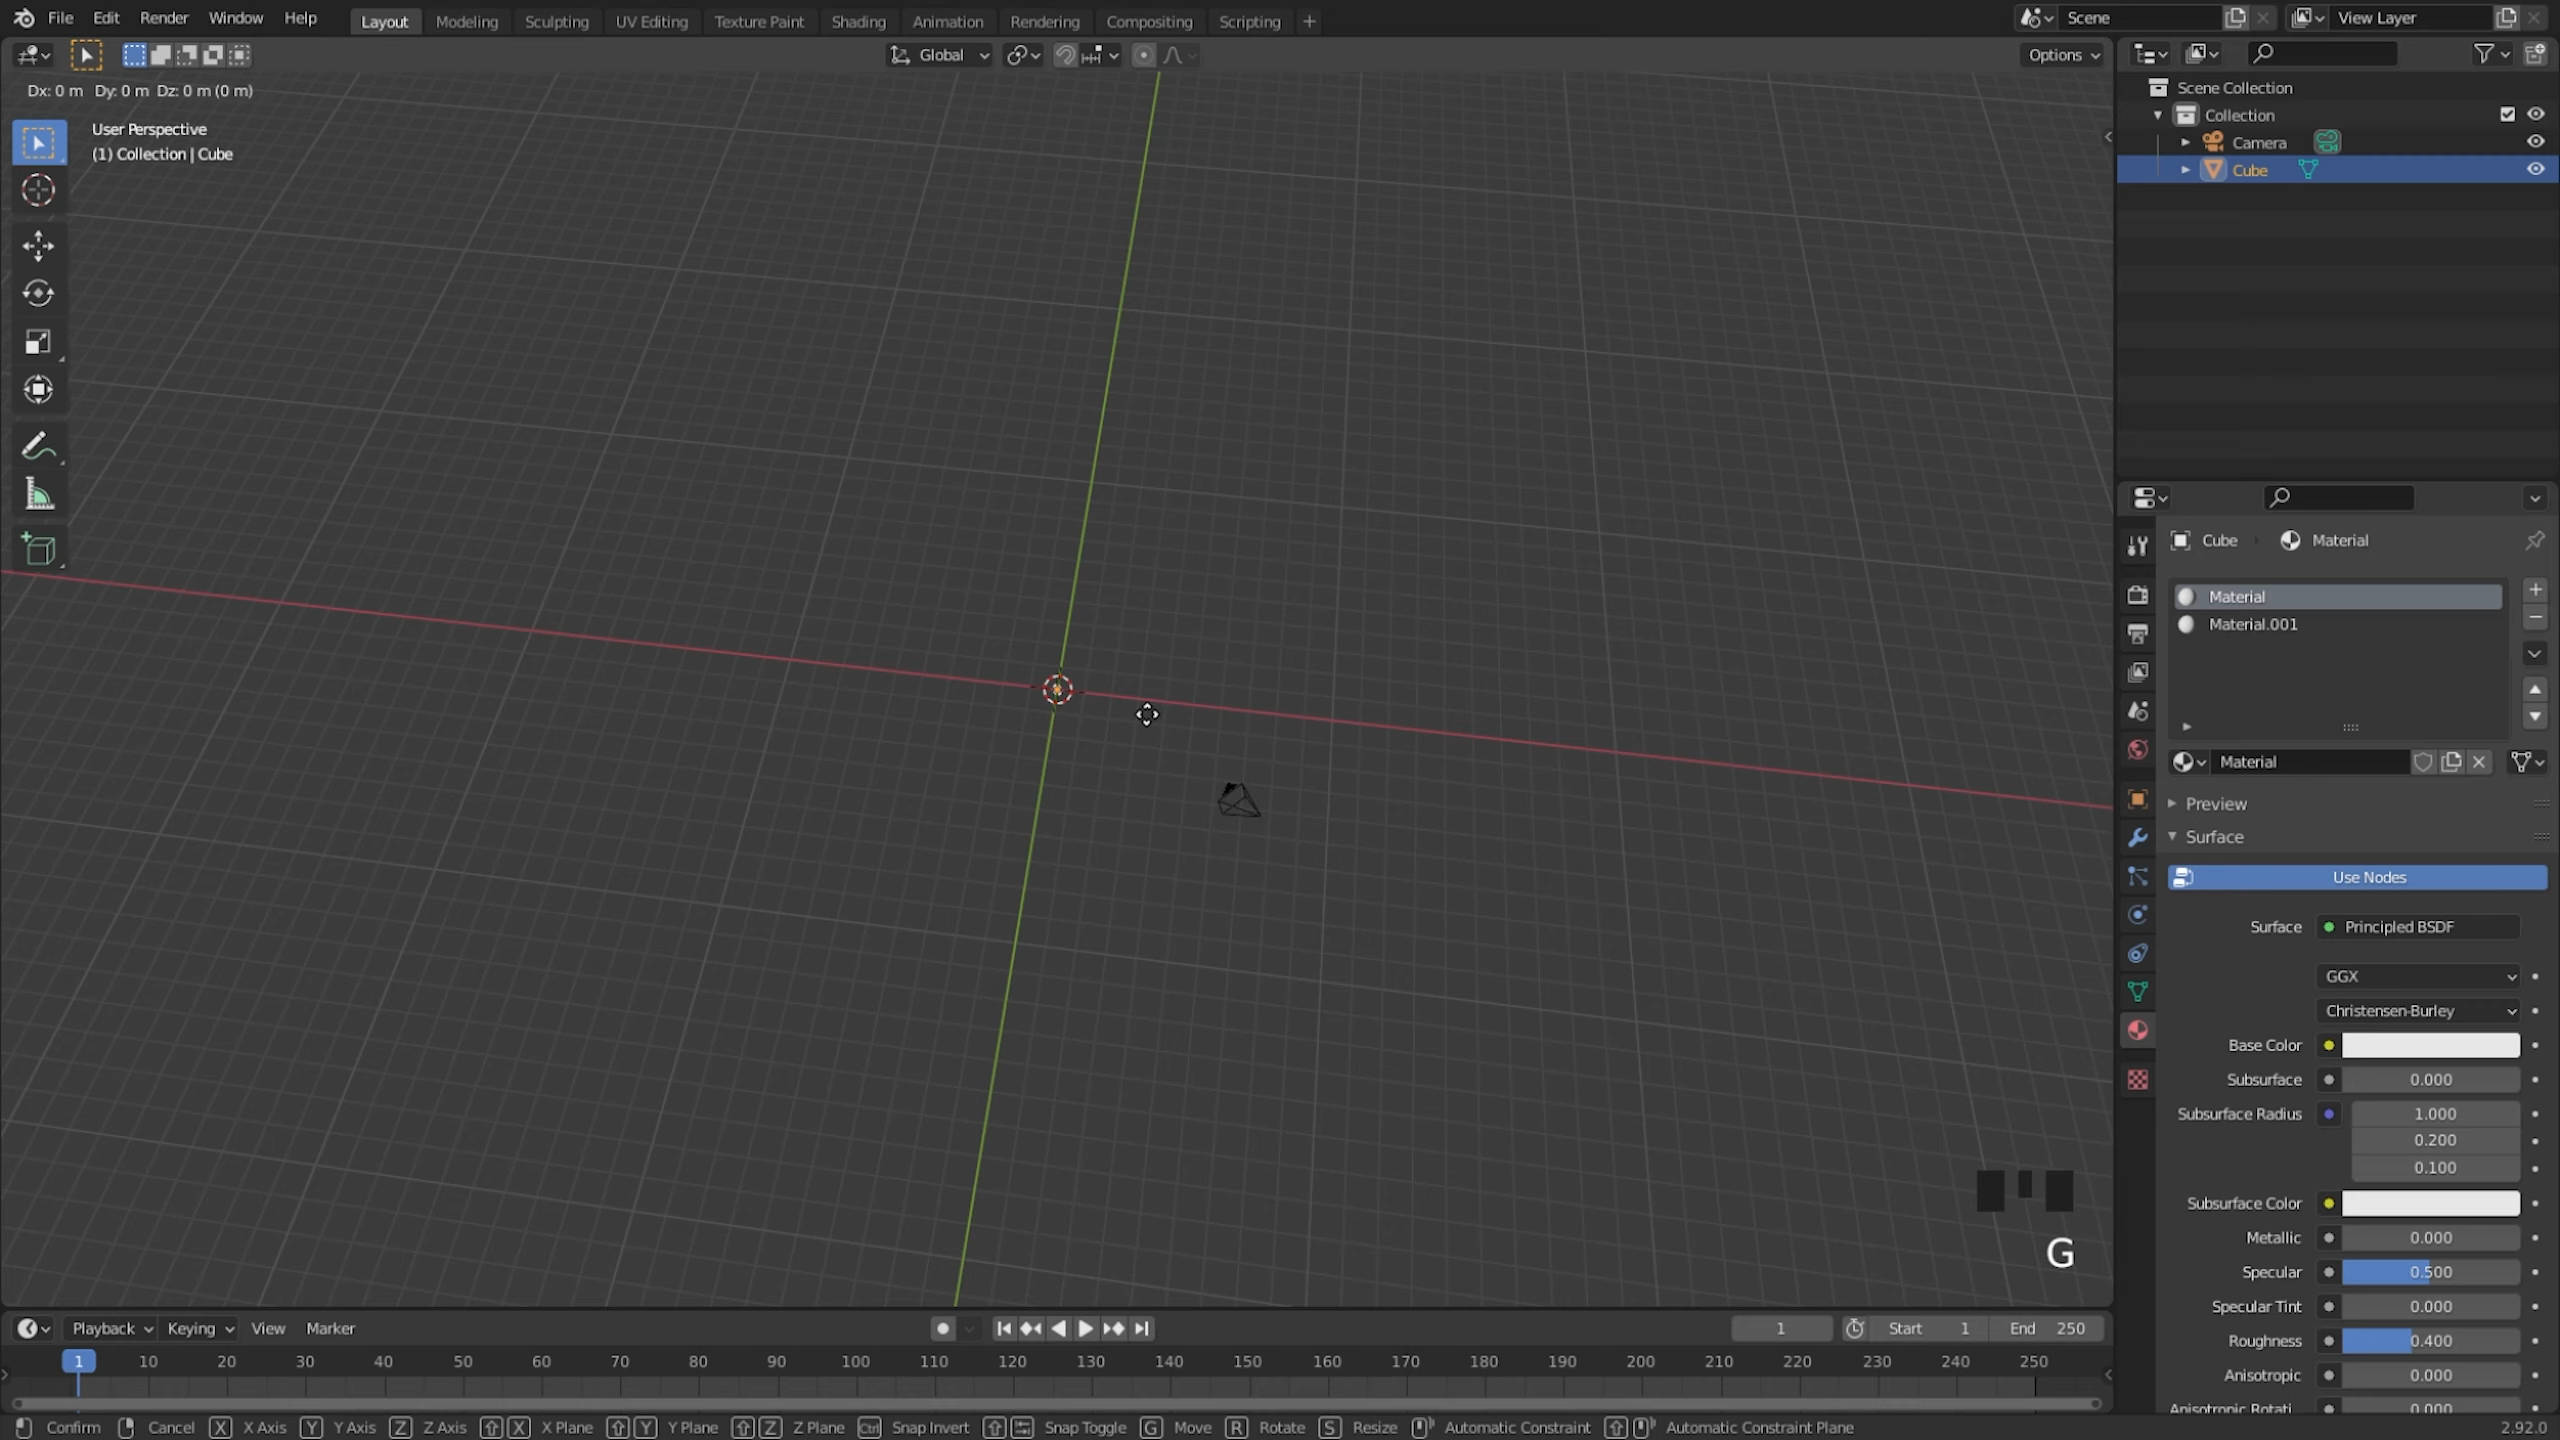 File Edit Render Window Help Layout Modeling Sculpting UV Editing Texture Paint Shading Animation Rendering Compositing Scripting + Scene View Layer
Global Options
Dx: 0 m Dy: 0 m Dz: 0 m (0 m)
User Perspective
(1) Collection | Cube
Scene Collection
Collection
Camera
Cube
Cube Material
Material
Material.001
Material
Preview
Surface
Use Nodes
Surface Principled BSDF
GGX
Christensen-Burley
Base Color
Subsurface 0.000
Subsurface Radius 1.000
0.200
0.100
Subsurface Color
Metallic 0.000
Specular 0.500
Specular Tint 0.000
Roughness 0.400
Anisotropic 0.000
Anisotropic Rotati.. 0.000
G
Playback Keying View Marker 1 Start 1 End 250
1 10 20 30 40 50 60 70 80 90 100 110 120 130 140 150 160 170 180 190 200 210 220 230 240 250
Confirm Cancel X X Axis Y Y Axis Z Z Axis X X Plane Y Y Plane Z Z Plane Ctrl Snap Invert Snap Toggle G Move R Rotate S Resize Automatic Constraint Automatic Constraint Plane 2.92.0